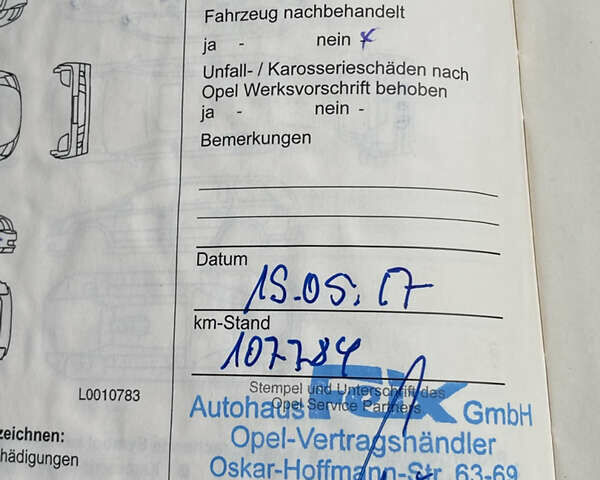 Fahrzeug nachbehandelt
ja - nein x
Unfall- / Karosserieschäden nach
Opel Werksvorschrift behoben
ja - nein -
Bemerkungen
Datum
15.05.17
km-Stand
107784
L0010783
Stempel und Unterschrift des
Opel Service Partners
Autohaus GmbH
Opel-Vertragshändler
Oskar-Hoffmann-Str. 63-69
zeichnen:
hädigungen